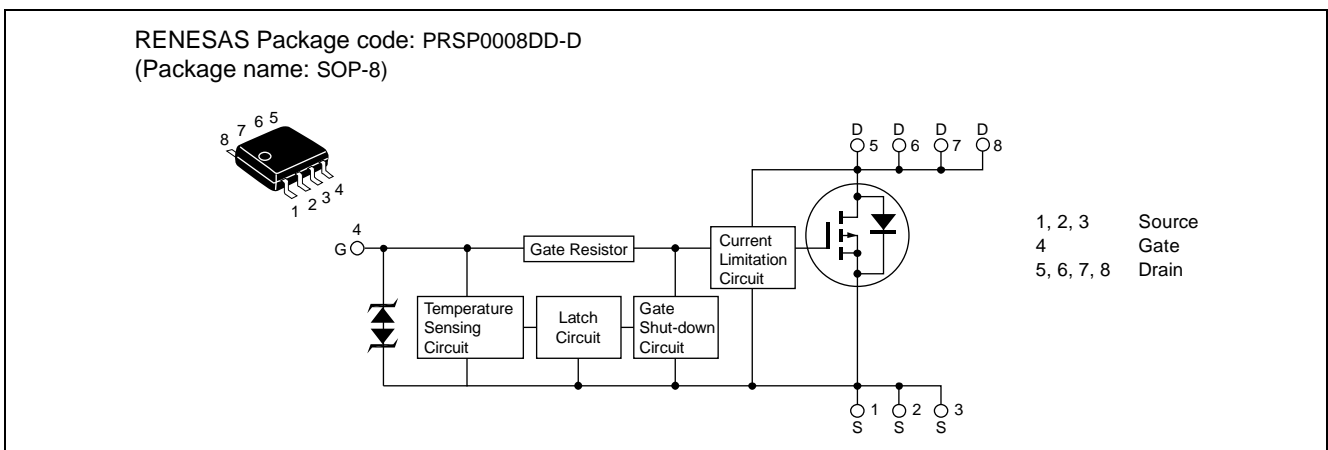 RENESAS Package code: PRSP0008DD-D
(Package name: SOP-8)
8 7 6 5
1 2 3 4
D D D D
5 6 7 8
4
G
Gate Resistor
Current
Limitation
Circuit
Temperature
Sensing
Circuit
Latch
Circuit
Gate
Shut-down
Circuit
1 2 3
S S S
1, 2, 3 Source
4 Gate
5, 6, 7, 8 Drain